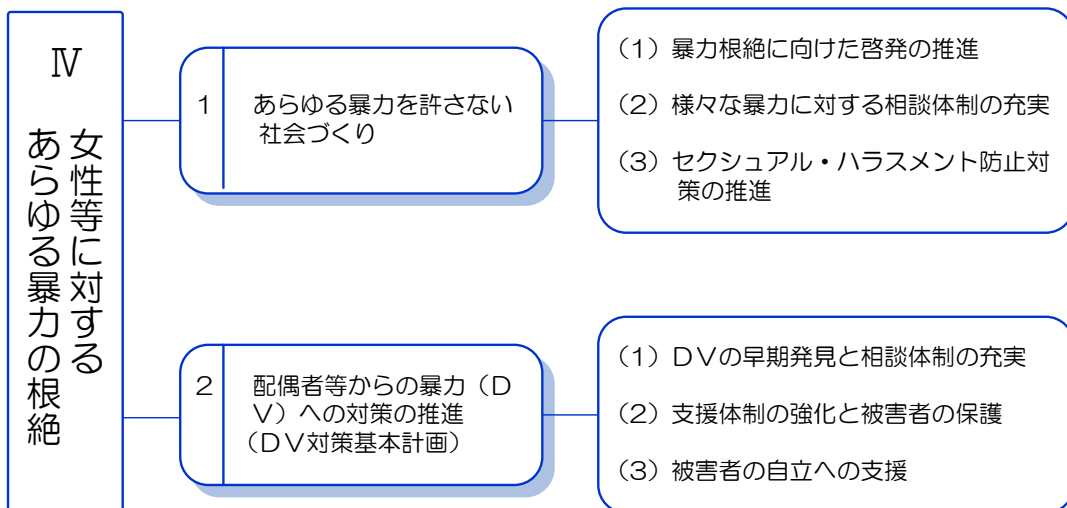 Ⅳ
女性等に対する
あらゆる暴力の根絶
1
あらゆる暴力を許さない
社会づくり
（1）暴力根絶に向けた啓発の推進
（2）様々な暴力に対する相談体制の充実
（3）セクシュアル・ハラスメント防止対
策の推進
2
配偶者等からの暴力（Ｄ
Ｖ）への対策の推進
（ＤＶ対策基本計画）
（1）ＤＶの早期発見と相談体制の充実
（2）支援体制の強化と被害者の保護
（3）被害者の自立への支援